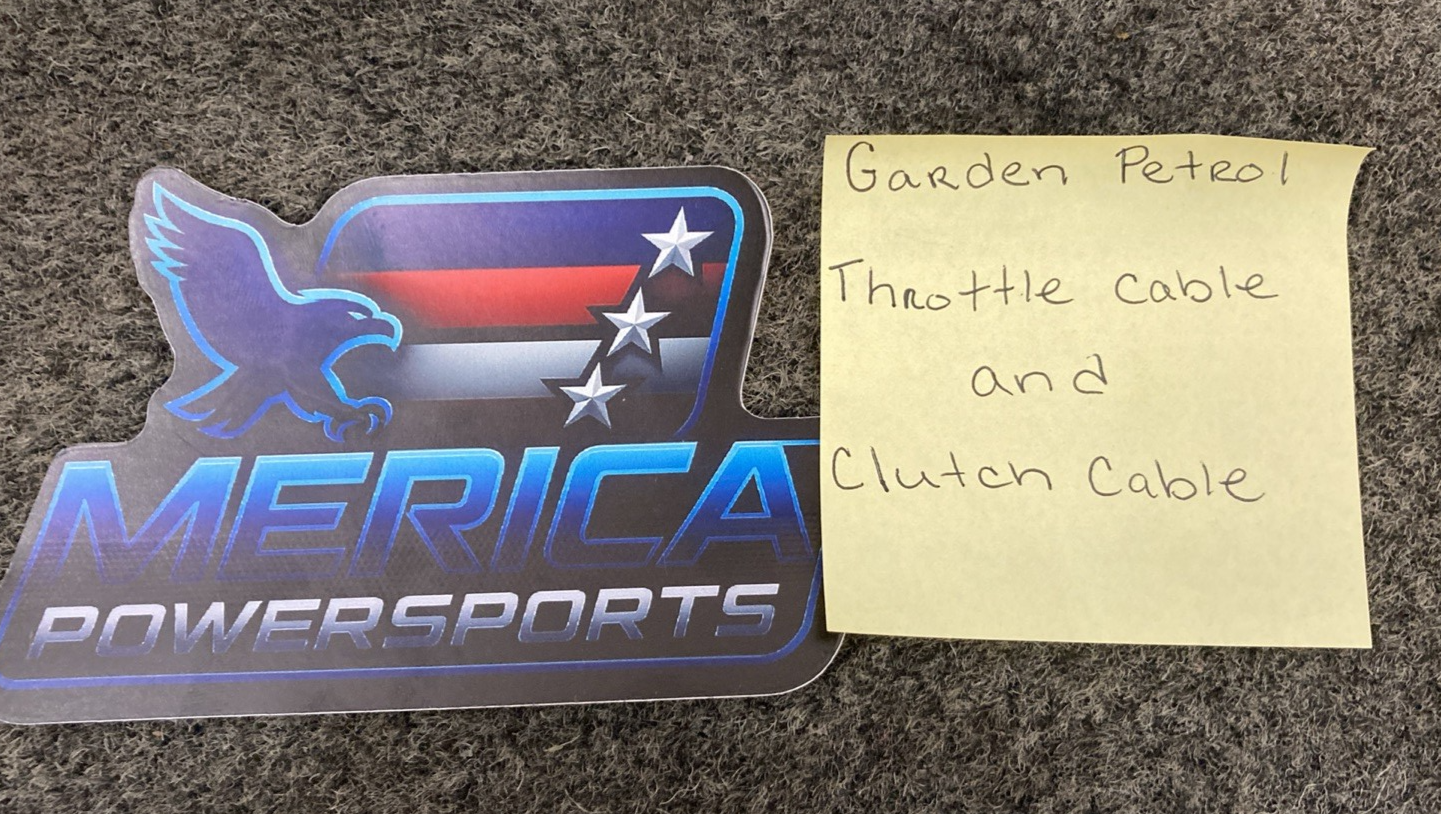 MERICA
POWERSPORTS
Garden Petrol
Throttle cable
and
Clutch Cable